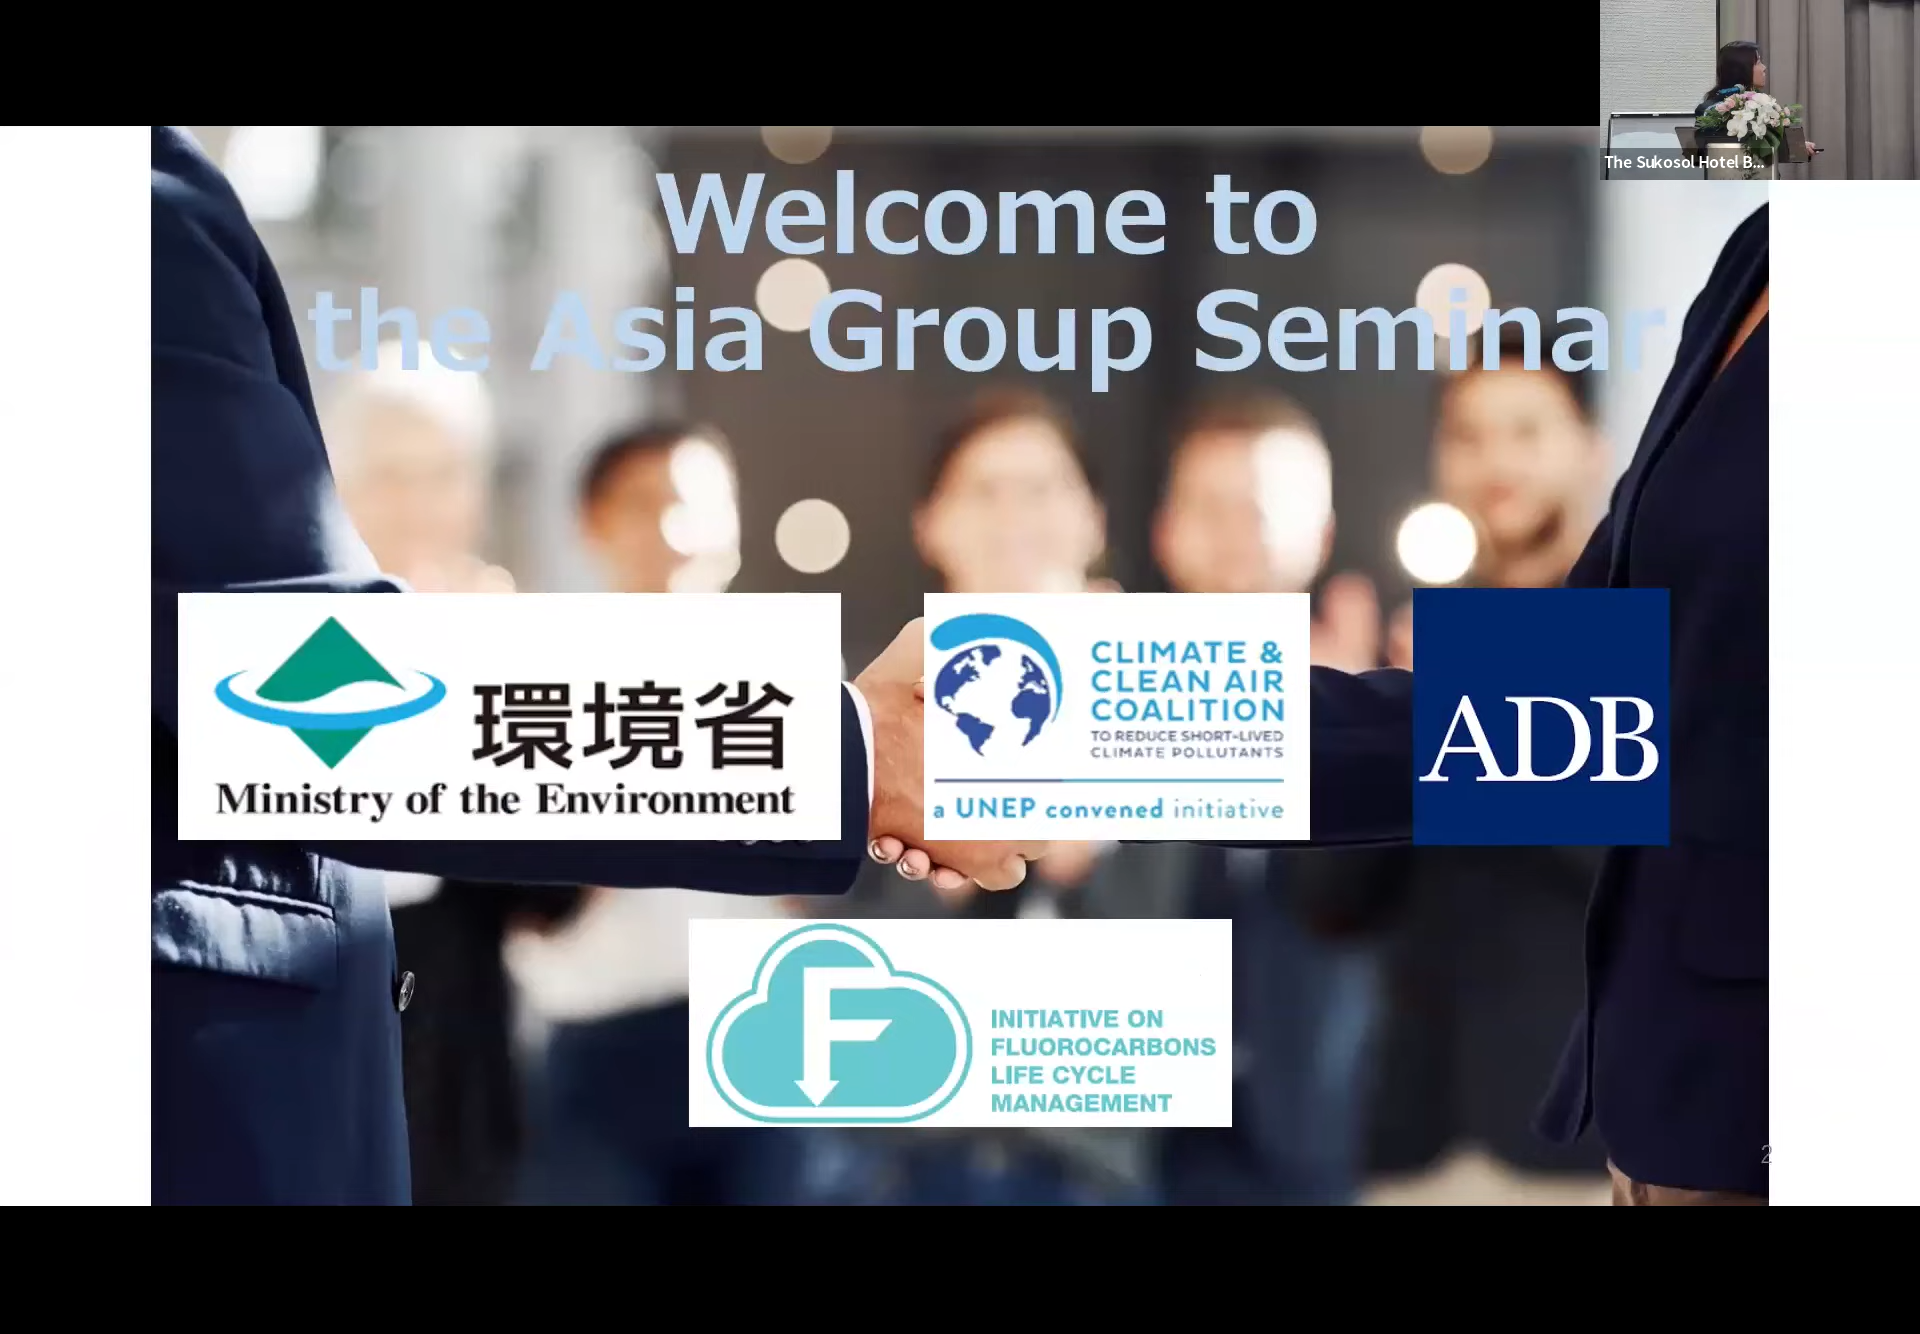 The Sukosol Hotel B...
Welcome to
the Asia Group Seminar
環境省
Ministry of the Environment
CLIMATE &
CLEAN AIR
COALITION
TO REDUCE SHORT-LIVED
CLIMATE POLLUTANTS
a UNEP convened initiative
ADB
F
INITIATIVE ON
FLUOROCARBONS
LIFE CYCLE
MANAGEMENT
2